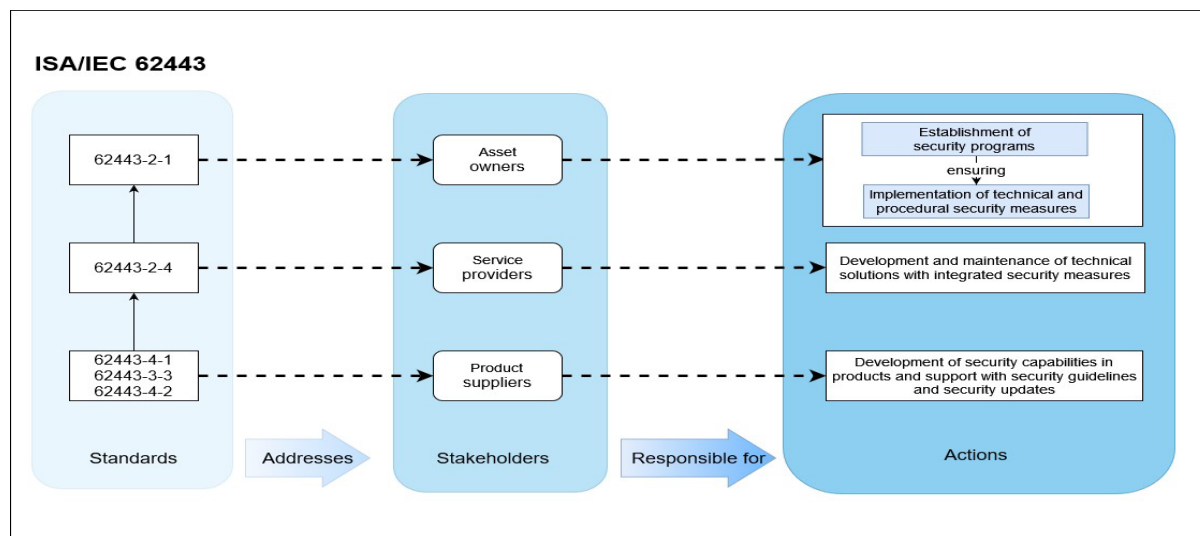 ISA/IEC 62443
62443-2-1
Asset
owners
Establishment of
security programs
ensuring
Implementation of technical and
procedural security measures
62443-2-4
Service
providers
Development and maintenance of technical
solutions with integrated security measures
62443-4-1
62443-3-3
62443-4-2
Product
suppliers
Development of security capabilities in
products and support with security guidelines
and security updates
Standards
Addresses
Stakeholders
Responsible for
Actions